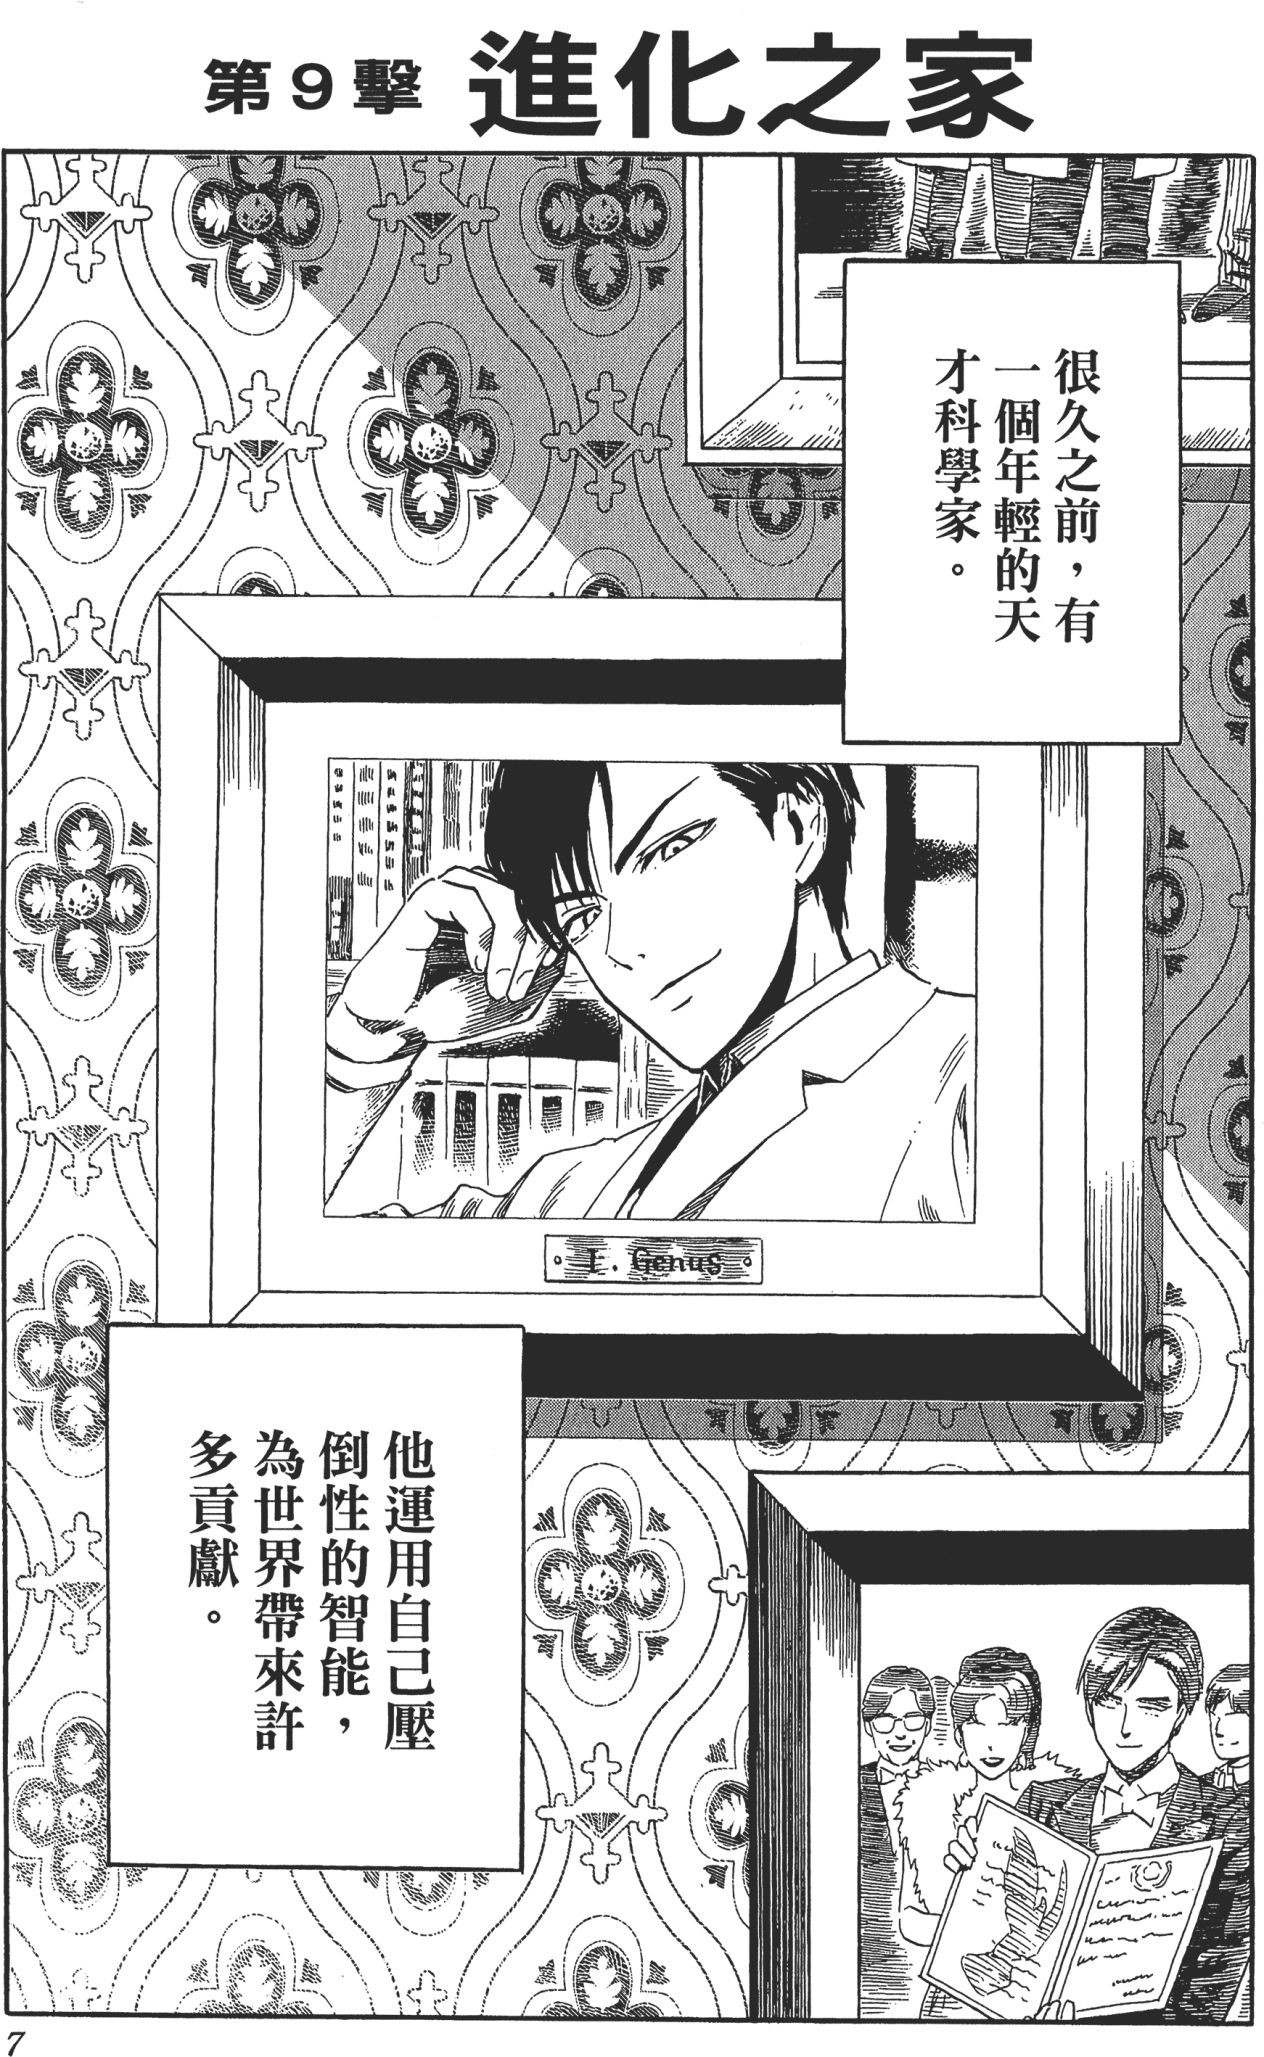 第9擊 進化之家
很久之前，有
一個年輕的天
才科學家。
I. Genus
他運用自己壓
倒性的智能，
為世界帶來許
多貢獻。
7